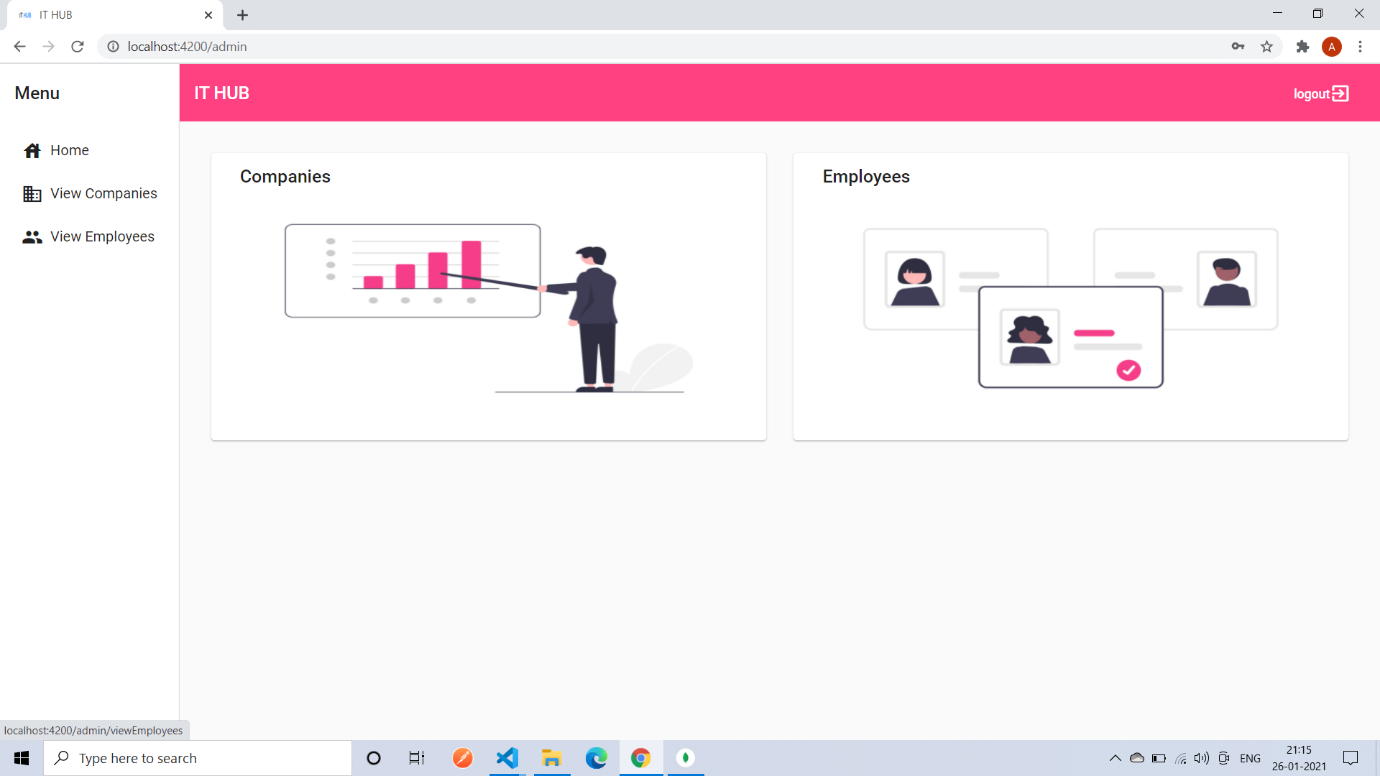 IT HUB
localhost:4200/admin
A
Menu
IT HUB
logout
Home
View Companies
View Employees
Companies
Employees
localhost:4200/admin/viewEmployees
Type here to search
ENG
21:15
26-01-2021